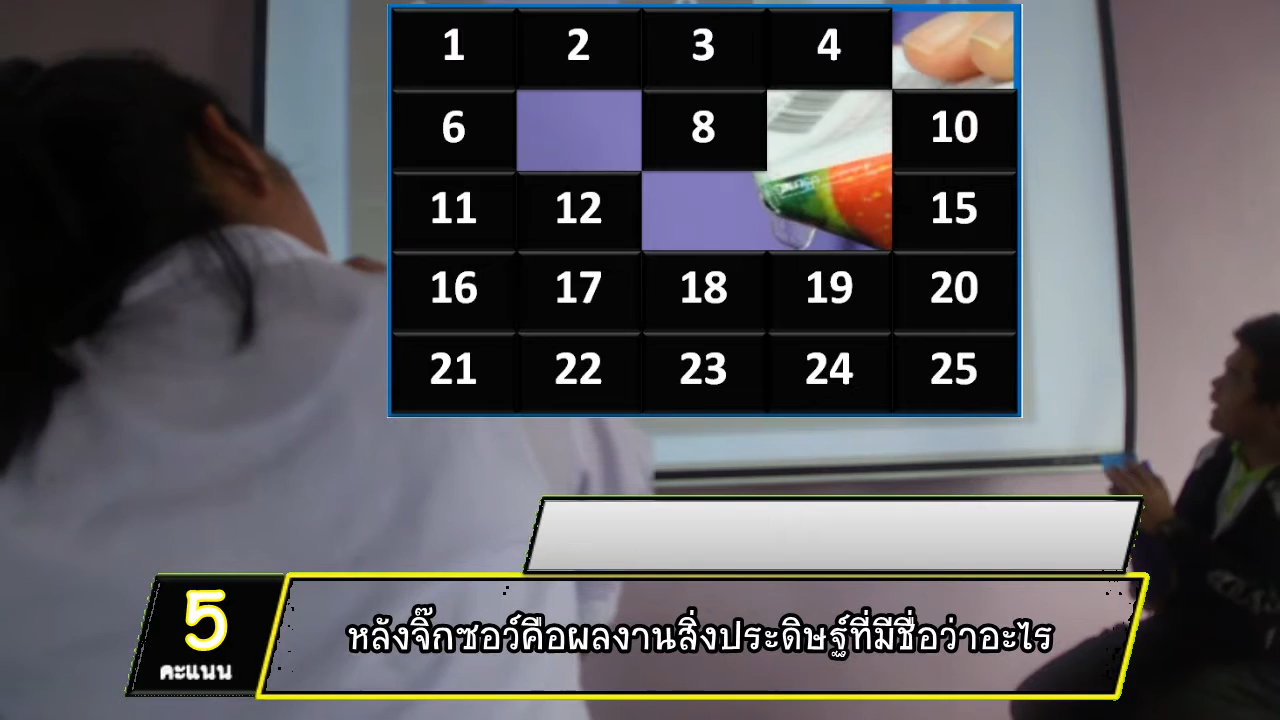 1 2 3 4
6 8 10
11 12 15
16 17 18 19 20
21 22 23 24 25
5
คะแนน
หลังจิ๊กซอว์คือผลงานสิ่งประดิษฐ์ที่มีชื่อว่าอะไร